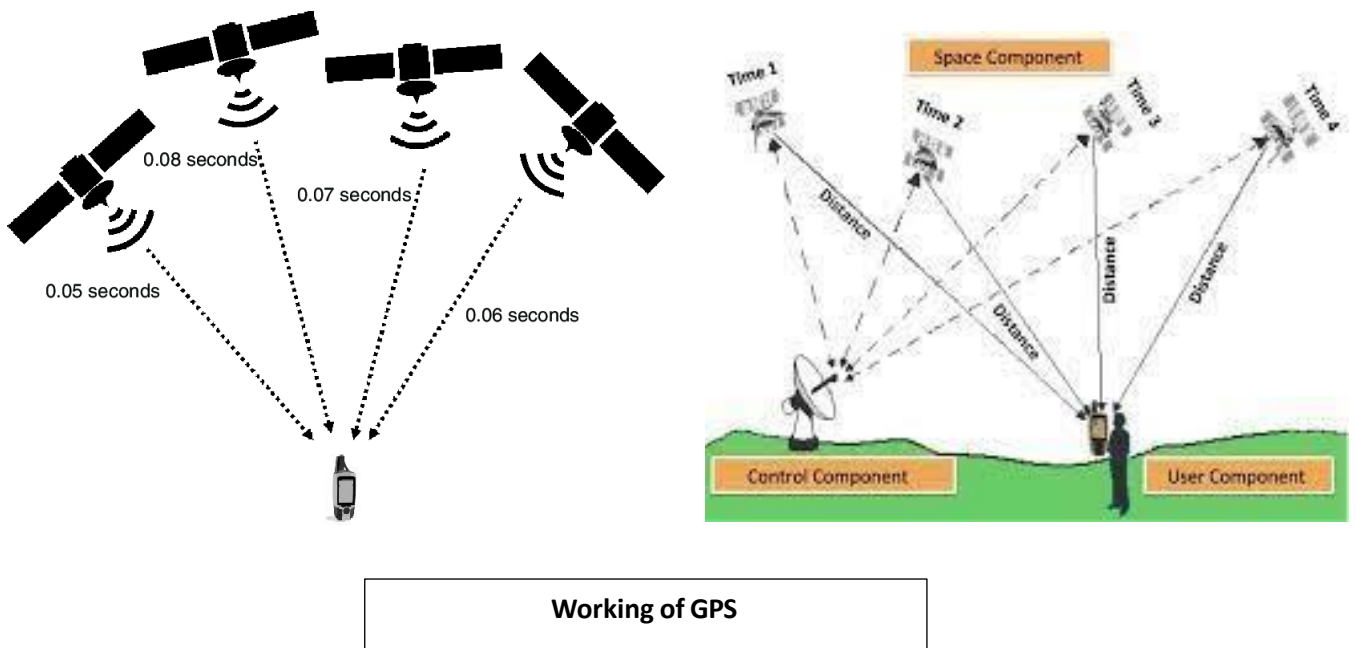 0.08 seconds
0.07 seconds
0.05 seconds
0.06 seconds
Space Component
Time 1
Time 2
Time 3
Time 4
Distance
Distance
Distance
Distance
Control Component
User Component
Working of GPS